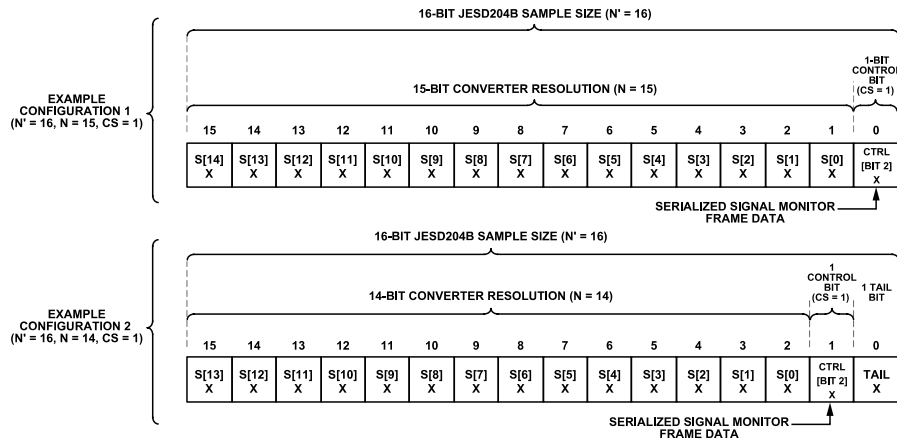 16-BIT JESD204B SAMPLE SIZE (N' = 16)
1-BIT
CONTROL
BIT
(CS = 1)
15-BIT CONVERTER RESOLUTION (N = 15)
EXAMPLE
CONFIGURATION 1
(N' = 16, N = 15, CS = 1)
15 14 13 12 11 10 9 8 7 6 5 4 3 2 1 0
S[14] S[13] S[12] S[11] S[10] S[9] S[8] S[7] S[6] S[5] S[4] S[3] S[2] S[1] S[0] CTRL
[BIT 2]
X X X X X X X X X X X X X X X X
SERIALIZED SIGNAL MONITOR
FRAME DATA
16-BIT JESD204B SAMPLE SIZE (N' = 16)
1
CONTROL
BIT
(CS = 1)
1 TAIL
BIT
14-BIT CONVERTER RESOLUTION (N = 14)
EXAMPLE
CONFIGURATION 2
(N' = 16, N = 14, CS = 1)
15 14 13 12 11 10 9 8 7 6 5 4 3 2 1 0
S[13] S[12] S[11] S[10] S[9] S[8] S[7] S[6] S[5] S[4] S[3] S[2] S[1] S[0] CTRL TAIL
[BIT 2]
X X X X X X X X X X X X X X X X
SERIALIZED SIGNAL MONITOR
FRAME DATA